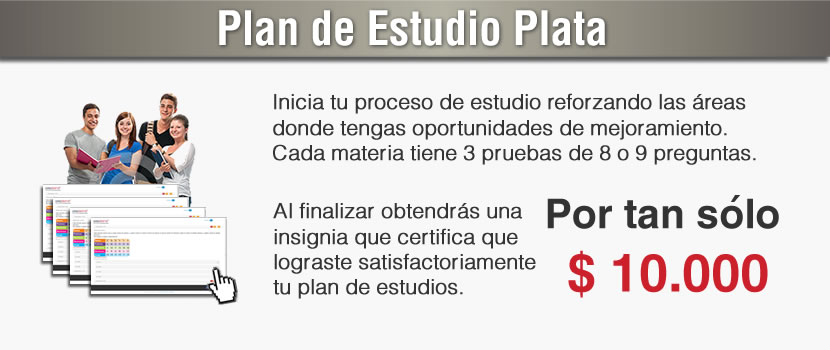 Plan de Estudio Plata
Inicia tu proceso de estudio reforzando las áreas
donde tengas oportunidades de mejoramiento.
Cada materia tiene 3 pruebas de 8 o 9 preguntas.
Al finalizar obtendrás una
insignia que certifica que
lograste satisfactoriamente
tu plan de estudios.
Por tan sólo
$ 10.000